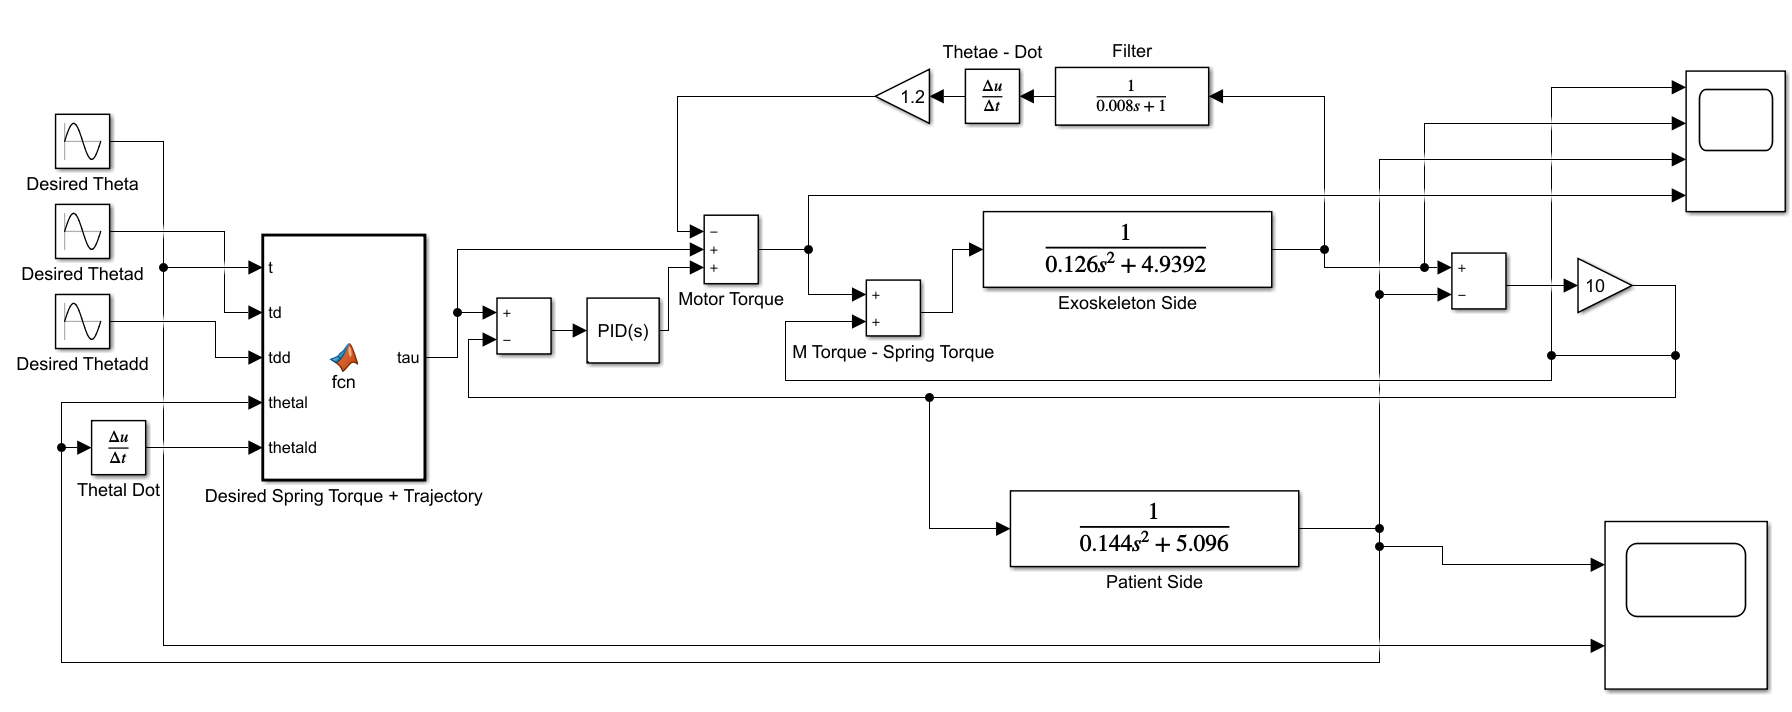 Thetae - Dot
Filter
1.2
Δu
Δt
1
0.008s + 1
Desired Theta
Desired Thetad
Desired Thetadd
t
td
tdd
thetal
thetald
tau
fcn
Desired Spring Torque + Trajectory
Δu
Δt
Thetal Dot
+
−
PID(s)
−
+
+
Motor Torque
+
+
M Torque - Spring Torque
1
0.126s² + 4.9392
Exoskeleton Side
+
−
10
1
0.144s² + 5.096
Patient Side